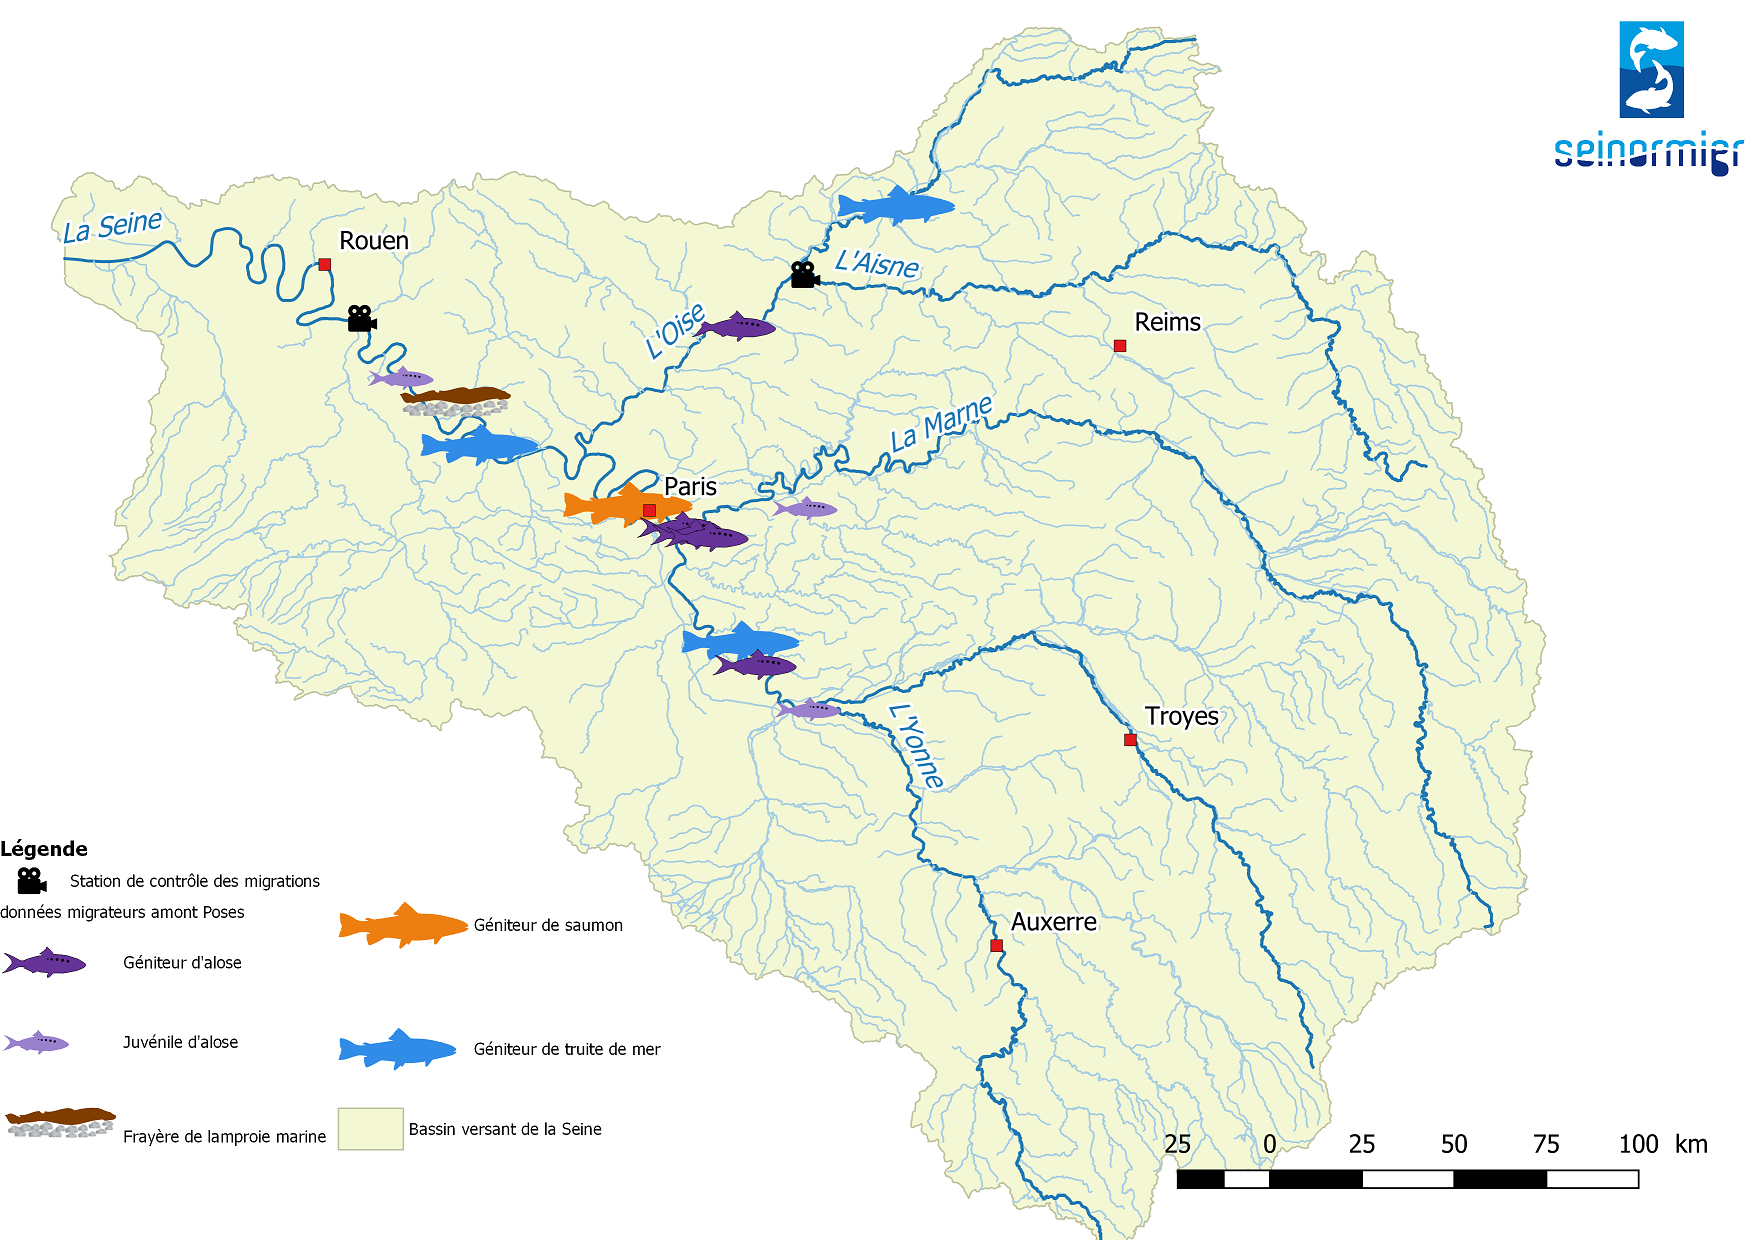 seinormigr
La Seine
Rouen
L'Aisne
L'Oise
Reims
La Marne
Paris
L'Yonne
Troyes
Auxerre
Légende
Station de contrôle des migrations
données migrateurs amont Poses
Géniteur de saumon
Géniteur d'alose
Juvénile d'alose
Géniteur de truite de mer
Frayère de lamproie marine
Bassin versant de la Seine
25 0 25 50 75 100 km